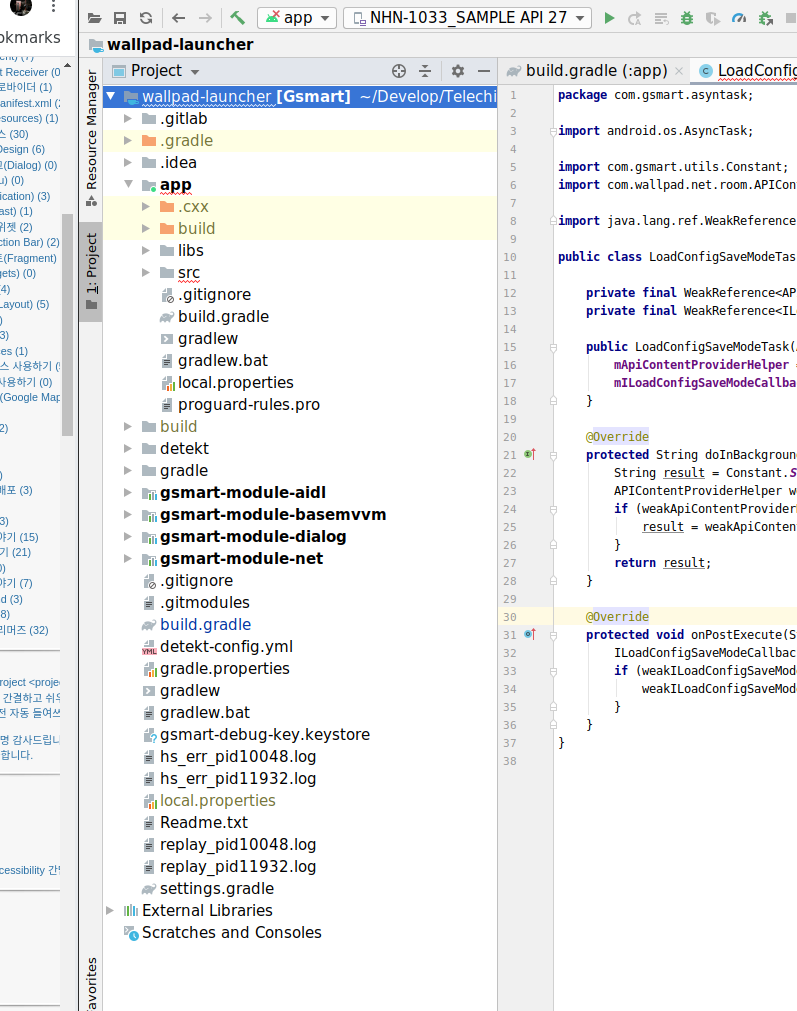 app
NHN-1033_SAMPLE API 27
okmarks
wallpad-launcher
Resource Manager
1: Project
avorites
Project
wallpad-launcher [Gsmart] ~/Develop/Telechi
.gitlab
.gradle
.idea
app
.cxx
build
libs
src
.gitignore
build.gradle
gradlew
gradlew.bat
local.properties
proguard-rules.pro
build
detekt
gradle
gsmart-module-aidl
gsmart-module-basemvvm
gsmart-module-dialog
gsmart-module-net
.gitignore
.gitmodules
build.gradle
detekt-config.yml
gradle.properties
gradlew
gradlew.bat
gsmart-debug-key.keystore
hs_err_pid10048.log
hs_err_pid11932.log
local.properties
Readme.txt
replay_pid10048.log
replay_pid11932.log
settings.gradle
External Libraries
Scratches and Consoles
build.gradle (:app)
LoadConfig
1 package com.gsmart.asyntask;
2
3 import android.os.AsyncTask;
4
5 import com.gsmart.utils.Constant;
6 import com.wallpad.net.room.APICont
7
8 import java.lang.ref.WeakReference
9
10 public class LoadConfigSaveModeTas
11
12 private final WeakReference<AP
13 private final WeakReference<IL
14
15 public LoadConfigSaveModeTask(
16 mApiContentProviderHelper =
17 mILoadConfigSaveModeCallba
18 }
19
20 @Override
21 protected String doInBackground
22 String result = Constant.S
23 APIContentProviderHelper w
24 if (weakApiContentProvider
25 result = weakApiConten
26 }
27 return result;
28 }
29
30 @Override
31 protected void onPostExecute(S
32 ILoadConfigSaveModeCallbac
33 if (weakILoadConfigSaveMod
34 weakILoadConfigSaveMod
35 }
36 }
37 }
38
t Receiver (0
로바이더 (1)
anifest.xml (2
esources) (1)
스 (30)
Design (6)
(Dialog) (0)
u) (0)
ication) (3)
ast) (1)
위젯 (2)
ction Bar) (2)
(Fragment)
gets) (0)
(4)
Layout) (5)
3)
es (1)
스 사용하기 (
사용하기 (0)
(Google Map
2)
배포 (3)
3)
야기 (15)
기 (21)
0)
야기 (7)
d (3)
8)
리머즈 (32)
roject <projec
간결하고 쉬우
전 자동 들여쓰
명 감사드립니
합니다.
cessibility 간